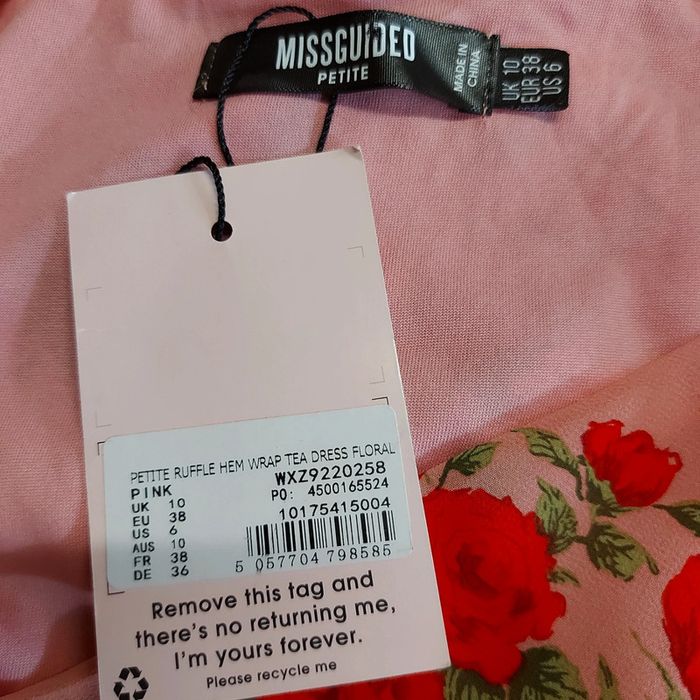 MISSGUIDED
PETITE
MADE IN
CHINA
UK 10
EUR 38
US 6
PETITE RUFFLE HEM WRAP TEA DRESS FLORAL
PINK WXZ9220258
UK 10 PO: 4500165524
EU 38 10175415004
US 6
AUS 10
FR 38
DE 36
5 057704 798585
Remove this tag and
there's no returning me,
I'm yours forever.
Please recycle me